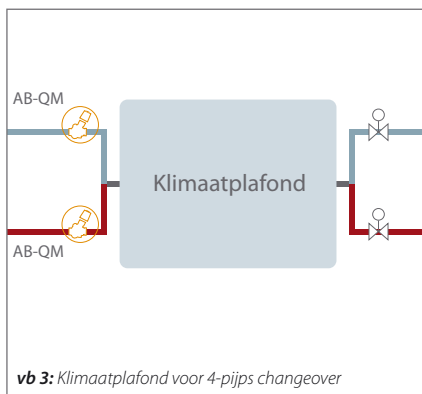 AB-QM
Klimaatplafond
AB-QM
vb 3: Klimaatplafond voor 4-pijps changeover